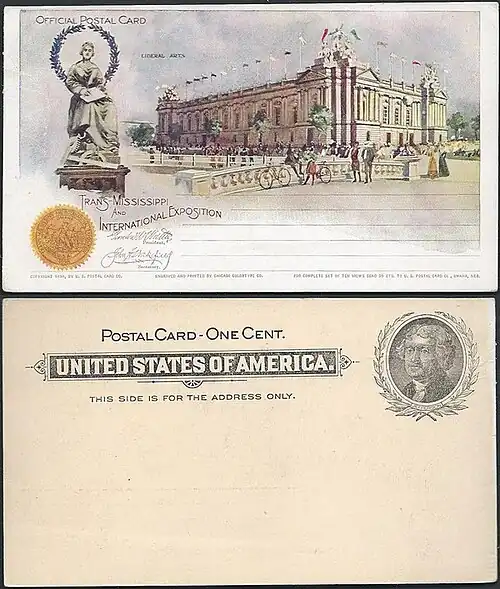 OFFICIAL POSTAL CARD
LIBERAL ARTS
TRANS-MISSISSIPPI
AND
INTERNATIONAL EXPOSITION
President.
Secretary.
COPYRIGHT 1898, BY U. S. POSTAL CARD CO.
ENGRAVED AND PRINTED BY CHICAGO COLORTYPE CO.
FOR COMPLETE SET OF TEN VIEWS SEND 25 CTS. TO U. S. POSTAL CARD CO., OMAHA, NEB.
POSTAL CARD - ONE CENT.
UNITED STATES OF AMERICA.
THIS SIDE IS FOR THE ADDRESS ONLY.